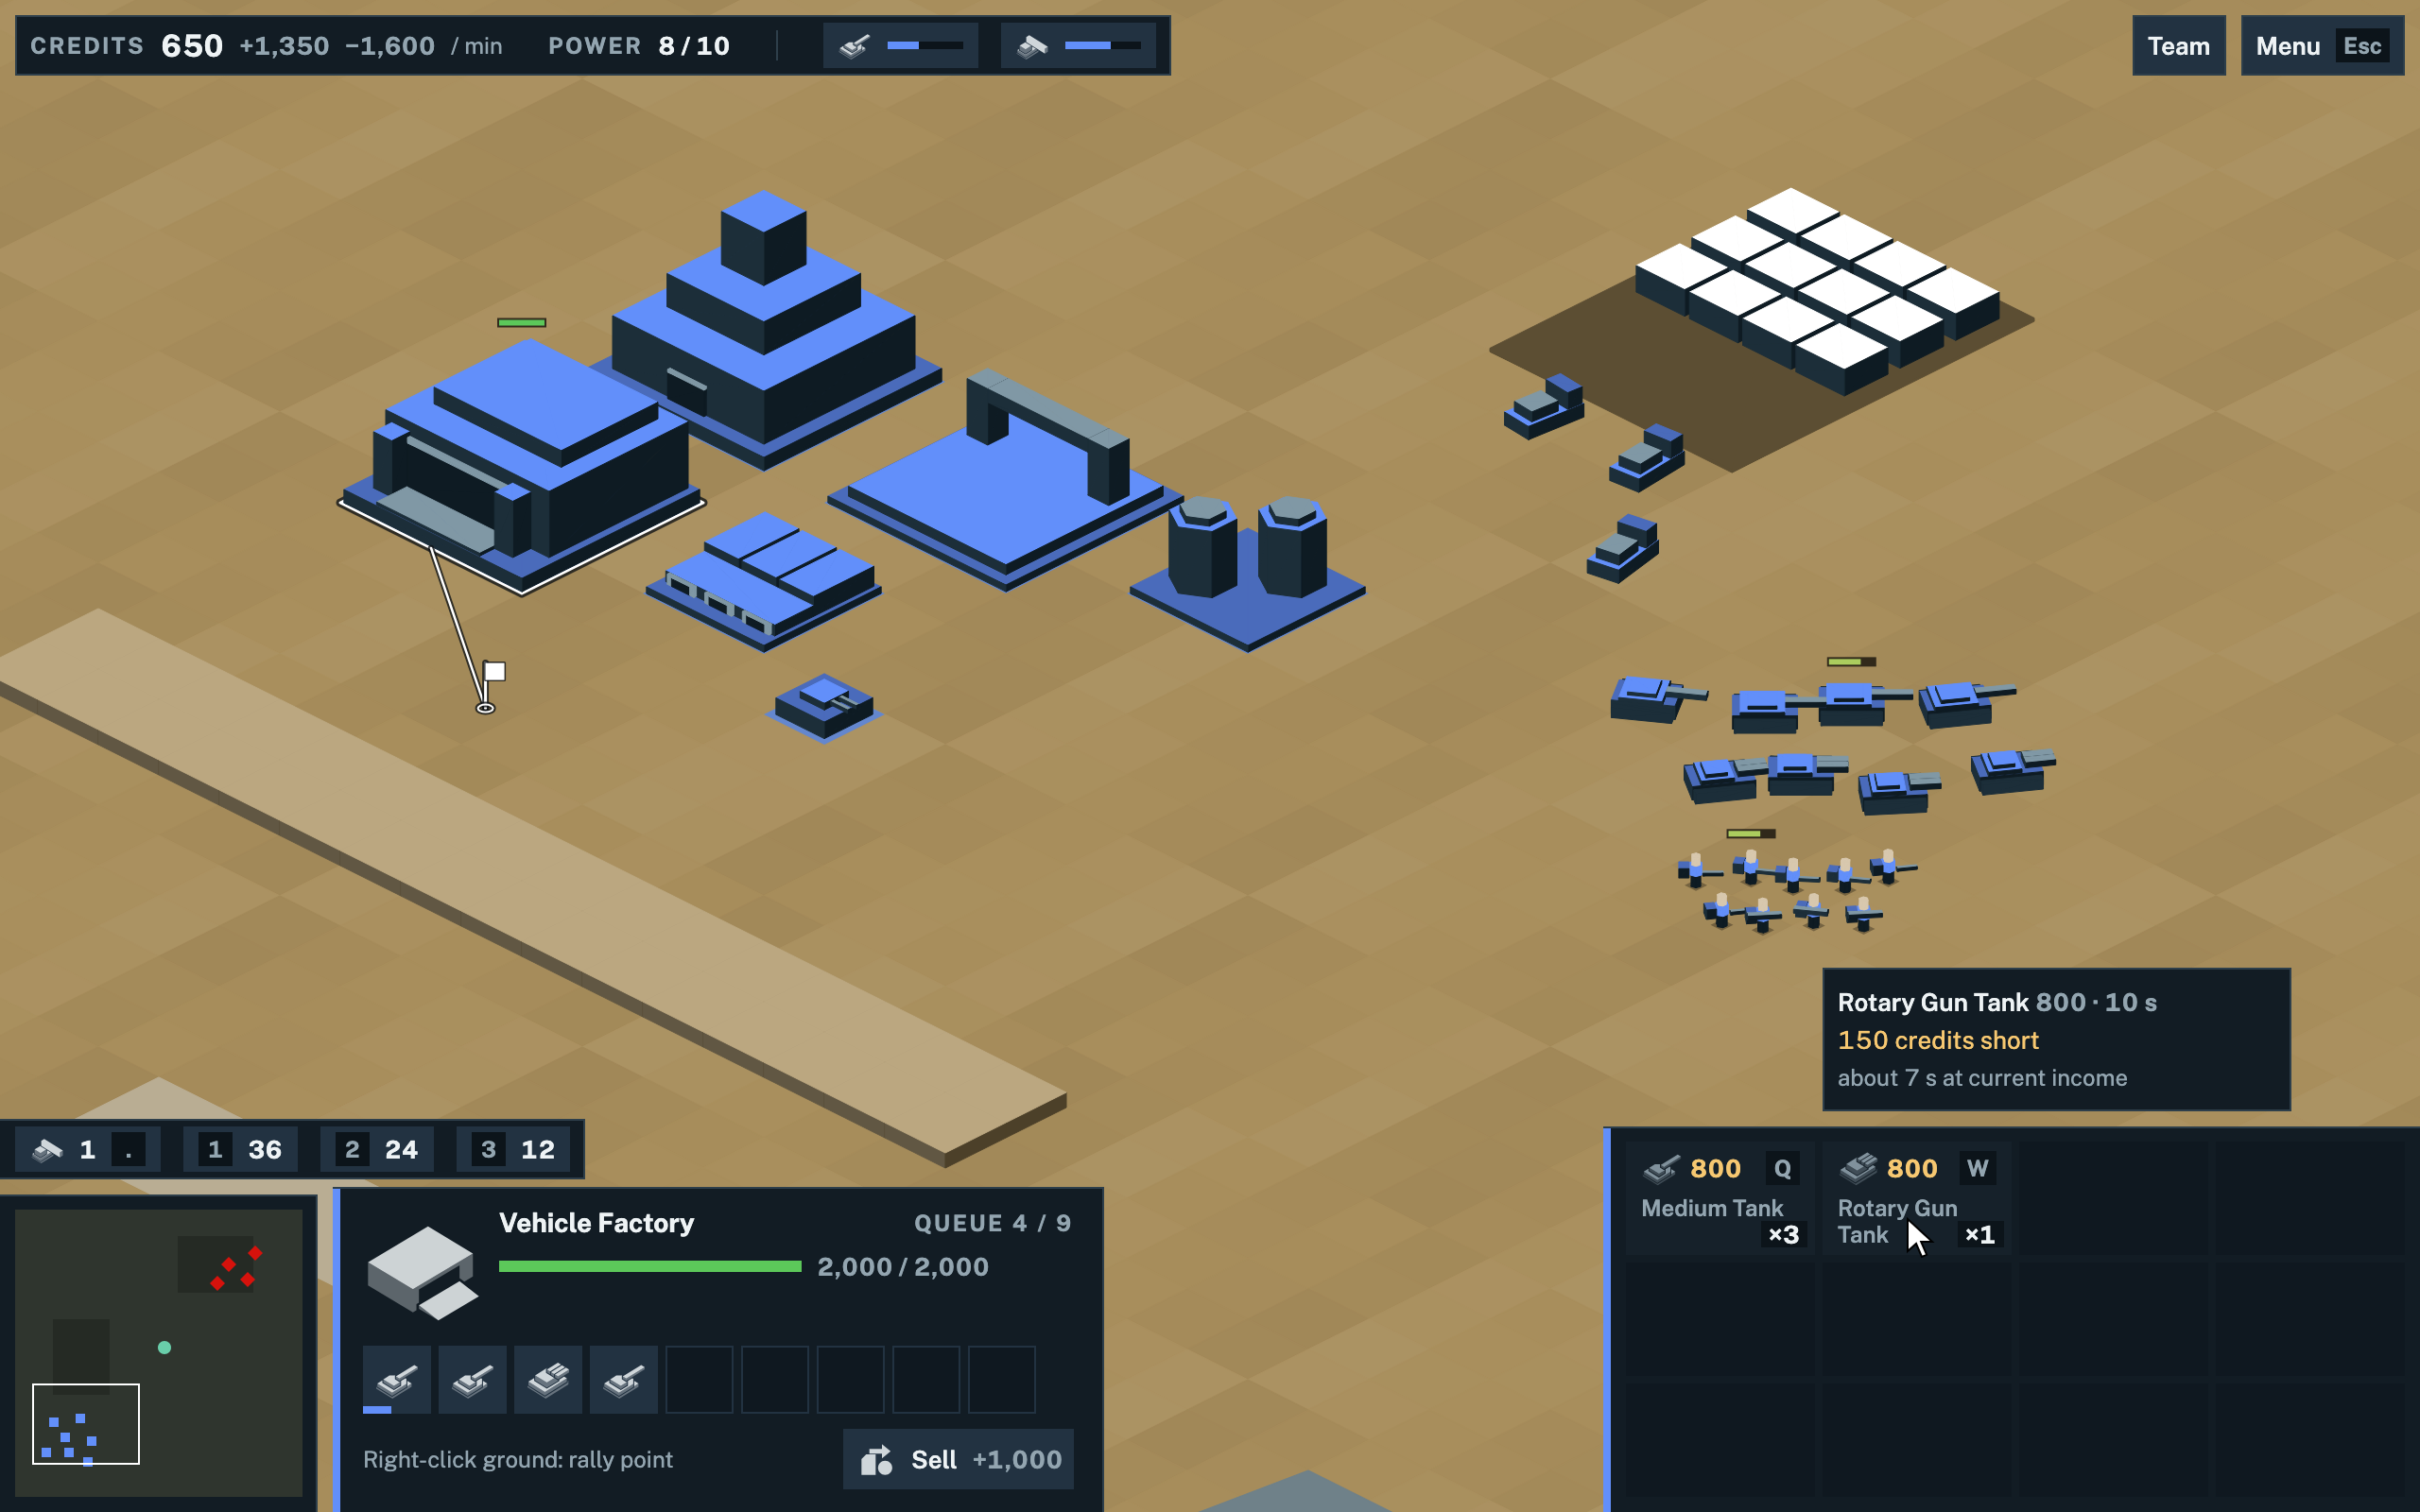 CREDITS 650 +1,350 −1,600 / min POWER 8 / 10
Team
Menu Esc
Rotary Gun Tank 800 · 10 s
150 credits short
about 7 s at current income
1 .
1 36
2 24
3 12
Vehicle Factory
QUEUE 4 / 9
2,000 / 2,000
Right-click ground: rally point
Sell +1,000
800 Q
Medium Tank
×3
800 W
Rotary Gun
Tank
×1